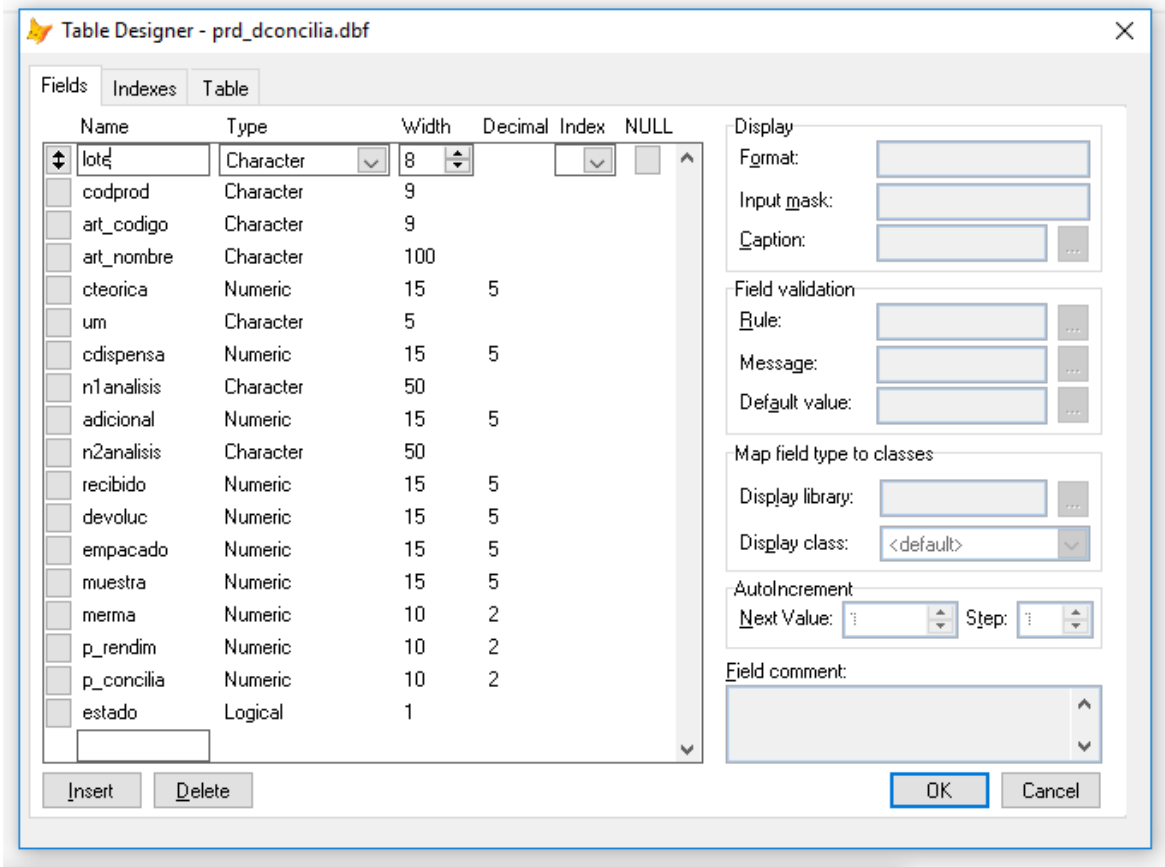 Table Designer - prd_dconcilia.dbf
Fields Indexes Table
Name Type Width Decimal Index NULL
lote Character 8
codprod Character 9
art_codigo Character 9
art_nombre Character 100
cteorica Numeric 15 5
um Character 5
cdispensa Numeric 15 5
n1analisis Character 50
adicional Numeric 15 5
n2analisis Character 50
recibido Numeric 15 5
devoluc Numeric 15 5
empacado Numeric 15 5
muestra Numeric 15 5
merma Numeric 10 2
p_rendim Numeric 10 2
p_concilia Numeric 10 2
estado Logical 1
Insert Delete
Display
Format:
Input mask:
Caption: ...
Field validation
Rule: ...
Message: ...
Default value: ...
Map field type to classes
Display library: ...
Display class: <default>
AutoIncrement
Next Value: 1 Step: 1
Field comment:
OK Cancel